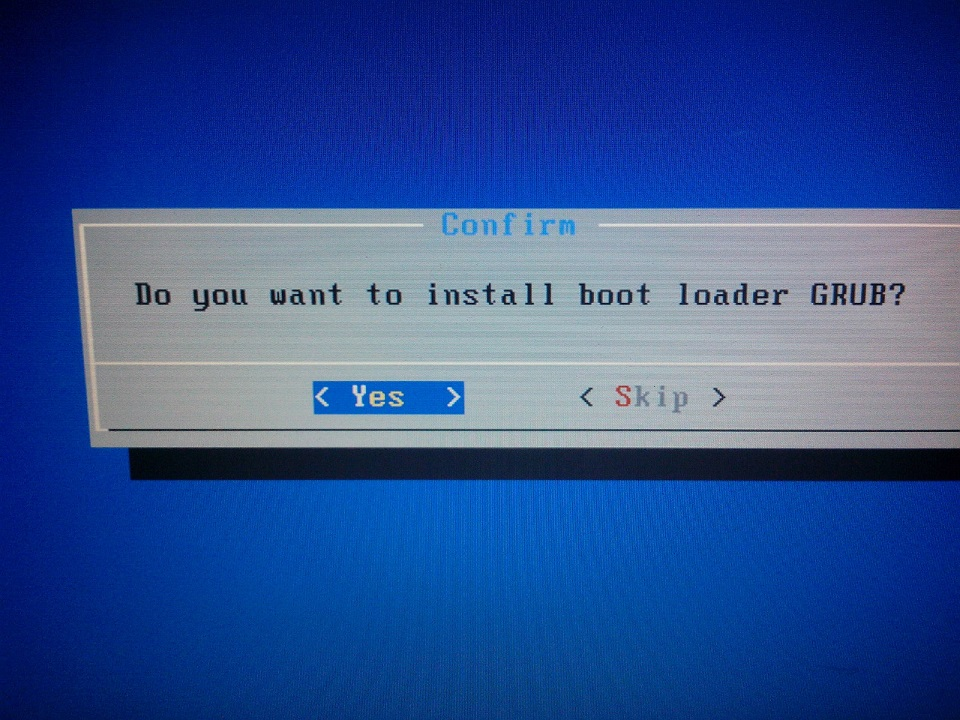 Confirm
Do you want to install boot loader GRUB?
< Yes > < Skip >